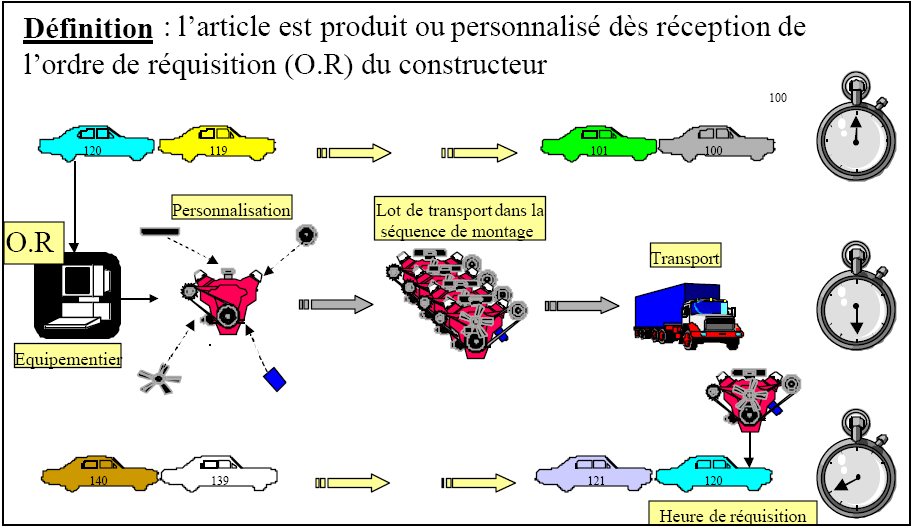 Définition : l’article est produit ou personnalisé dès réception de
l’ordre de réquisition (O.R) du constructeur
100
120
119
101
100
Personnalisation
Lot de transport dans la
séquence de montage
O.R
Transport
Equipementier
140
139
121
120
Heure de réquisition